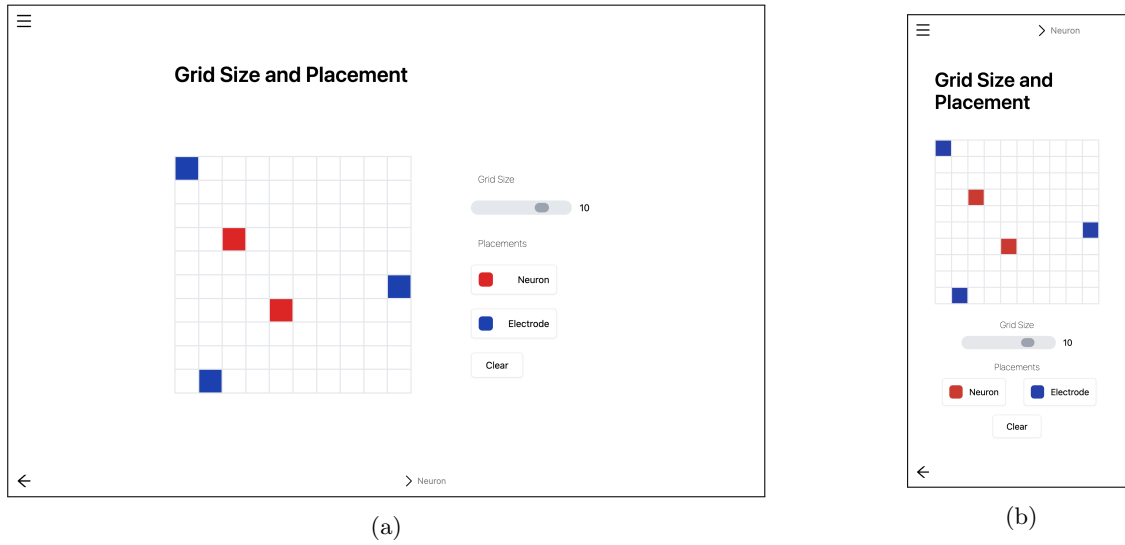 Grid Size and Placement
Grid Size
10
Placements
Neuron
Electrode
Clear
Neuron
(a)
Neuron
Grid Size and
Placement
Grid Size
10
Placements
Neuron Electrode
Clear
(b)